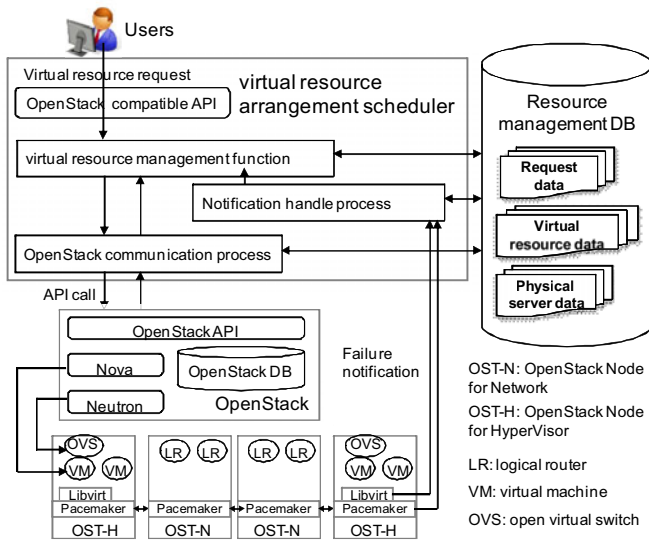 Users
Virtual resource request
OpenStack compatible API
virtual resource
arrangement scheduler
virtual resource management function
Notification handle process
OpenStack communication process
API call
Resource
management DB
Request
data
Virtual
resource data
Physical
server data
OpenStack API
Nova
OpenStack DB
Neutron
OpenStack
Failure
notification
OST-N: OpenStack Node
for Network
OST-H: OpenStack Node
for HyperVisor
LR: logical router
VM: virtual machine
OVS: open virtual switch
OVS
VM VM
Libvirt
Pacemaker
OST-H
LR LR
Pacemaker
OST-N
LR LR
Pacemaker
OST-N
OVS
VM VM
Libvirt
Pacemaker
OST-H